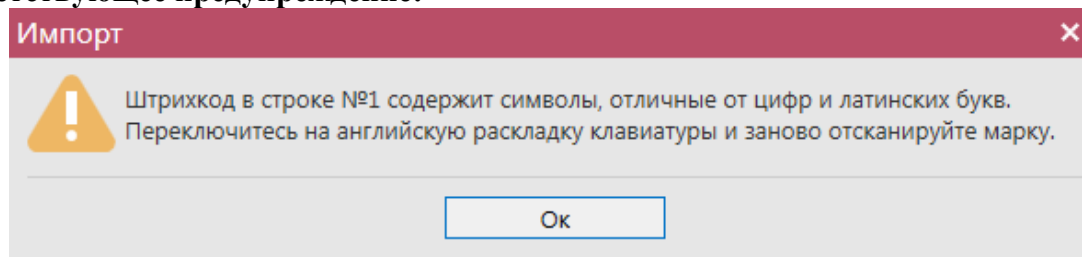 Импорт
Штрихкод в строке №1 содержит символы, отличные от цифр и латинских букв.
Переключитесь на английскую раскладку клавиатуры и заново отсканируйте марку.
Ок